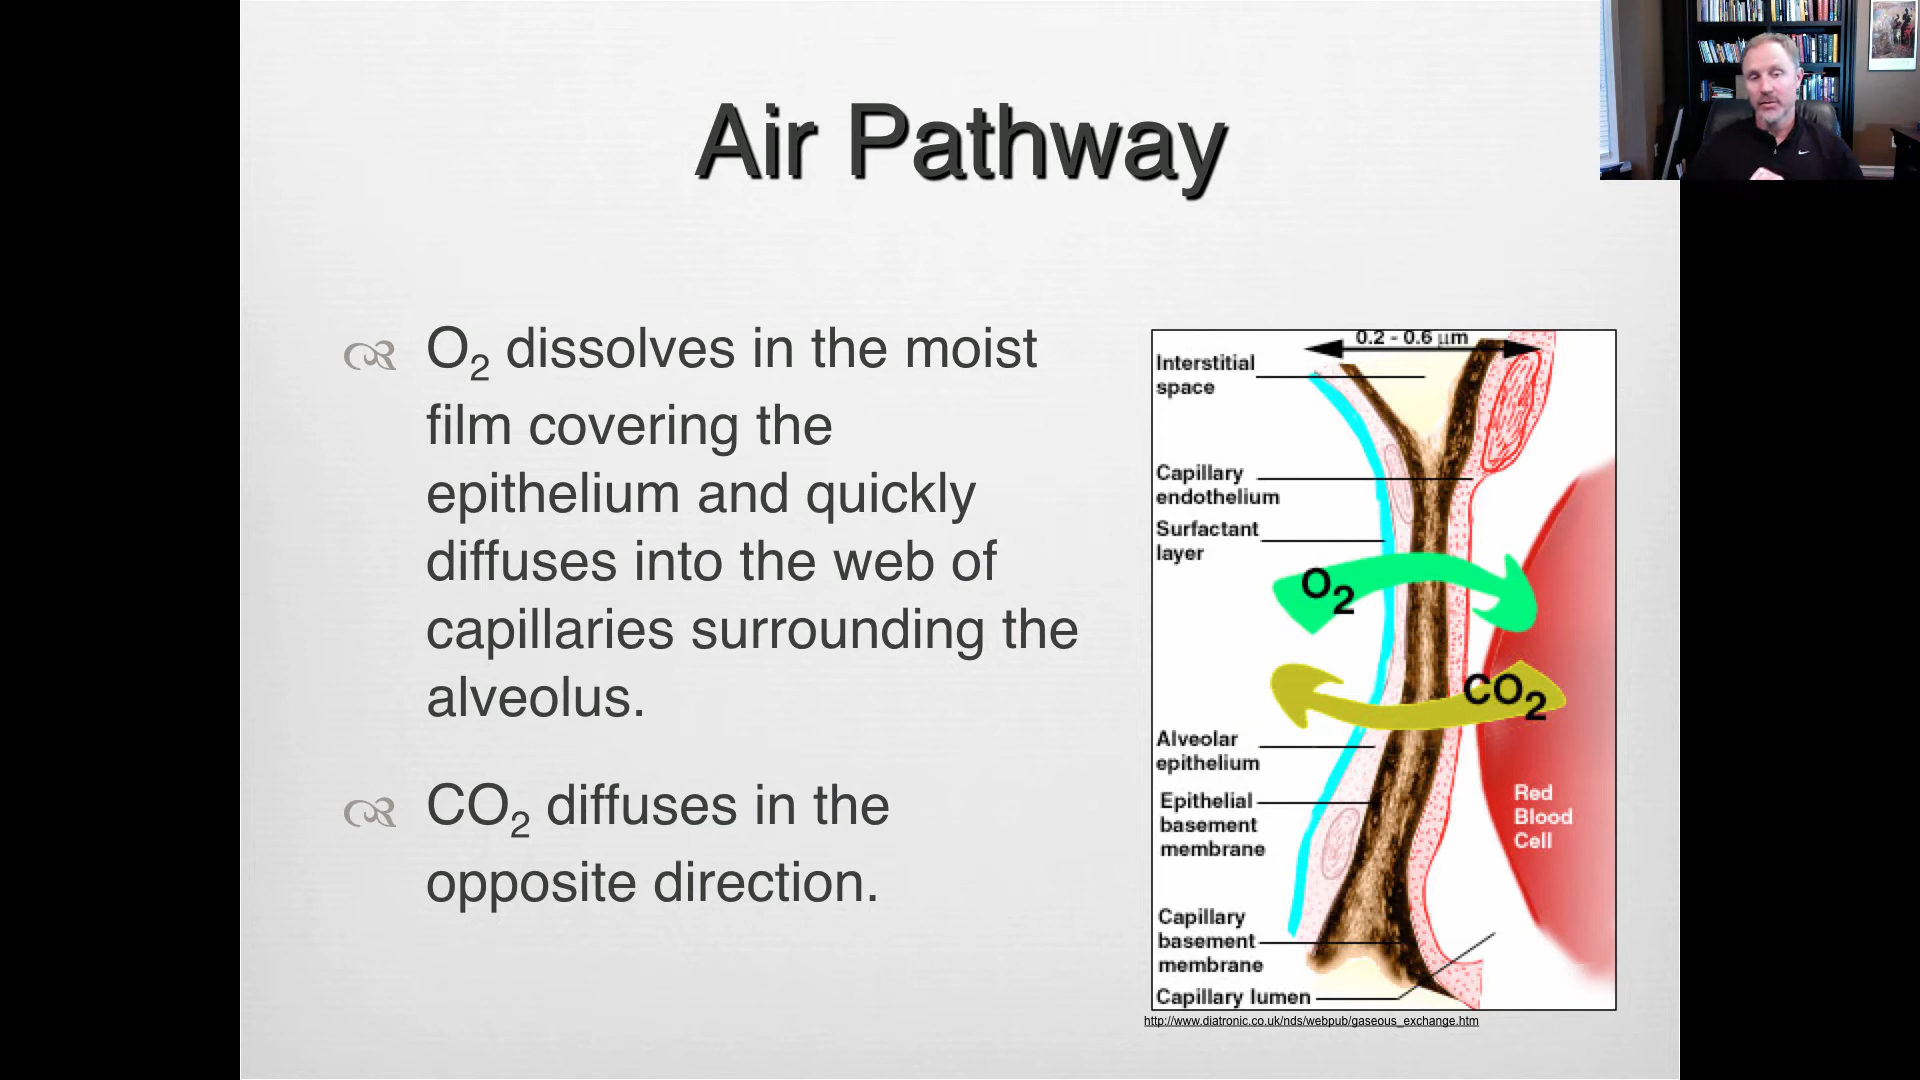 Air Pathway
O₂ dissolves in the moist
film covering the
epithelium and quickly
diffuses into the web of
capillaries surrounding the
alveolus.
CO₂ diffuses in the
opposite direction.
0.2 - 0.6 μm
Interstitial
space
Capillary
endothelium
Surfactant
layer
O₂
CO₂
Alveolar
epithelium
Epithelial
basement
membrane
Red
Blood
Cell
Capillary
basement
membrane
Capillary lumen
http://www.diatronic.co.uk/nds/webpub/gaseous_exchange.htm